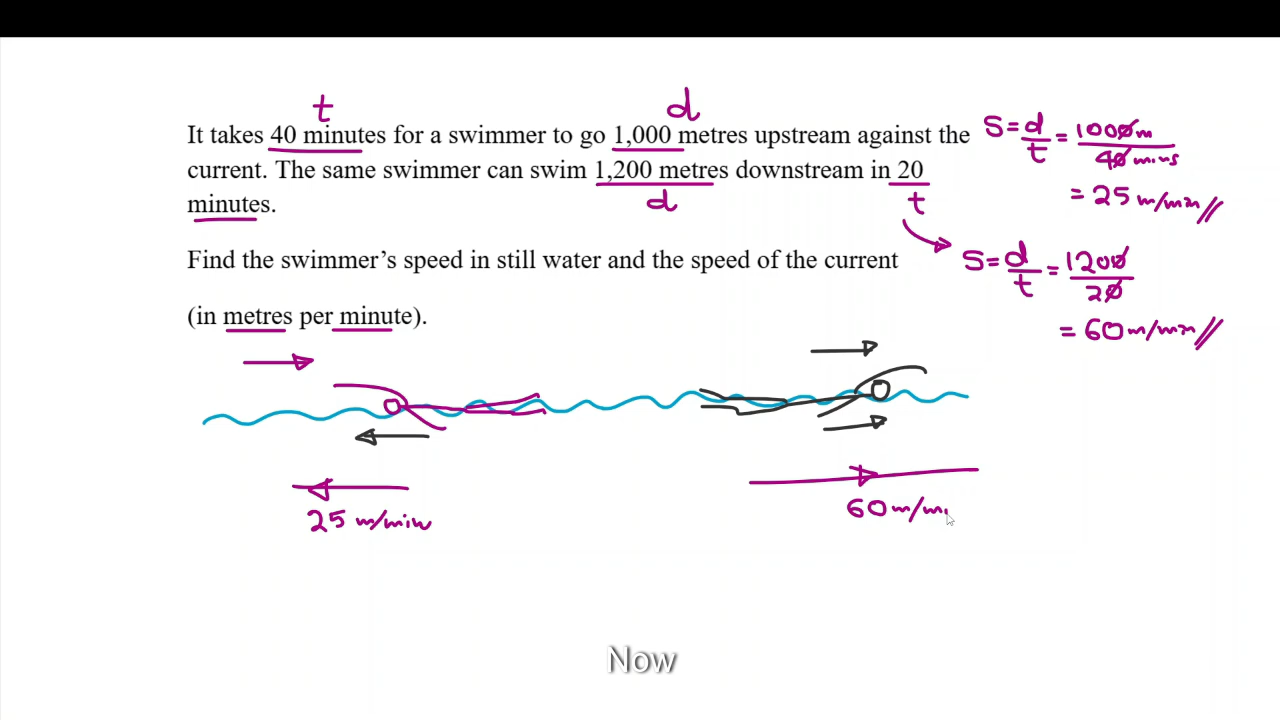 t
d
It takes 40 minutes for a swimmer to go 1,000 metres upstream against the
current. The same swimmer can swim 1,200 metres downstream in 20
minutes.
d
t
Find the swimmer's speed in still water and the speed of the current
(in metres per minute).
S = d/t = 1000m/40mins
= 25 m/min
S = d/t = 1200/20
= 60 m/min
25 m/min
60 m/m
Now